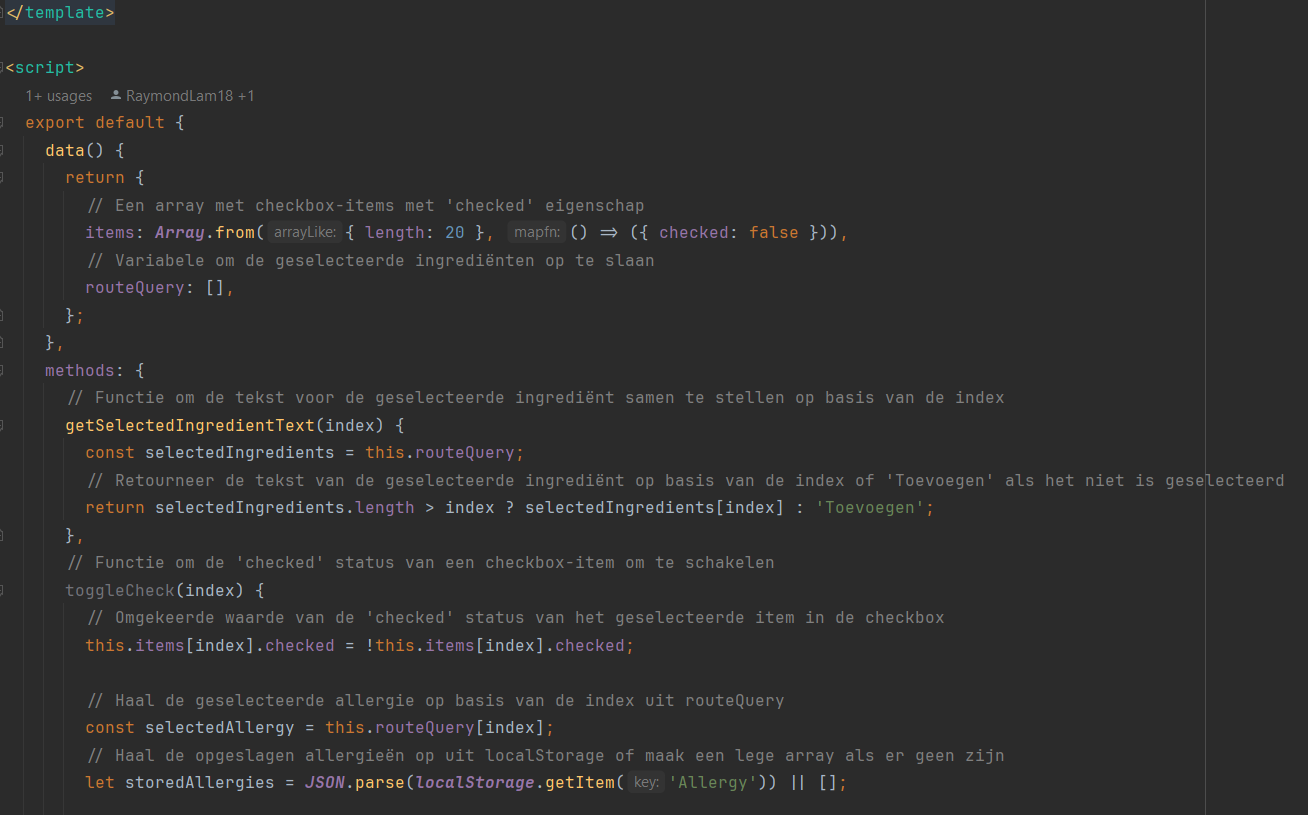 </template>
<script>
1+ usages RaymondLam18 +1
export default {
data() {
return {
// Een array met checkbox-items met 'checked' eigenschap
items: Array.from( arrayLike: { length: 20 }, mapfn: () => ({ checked: false })),
// Variabele om de geselecteerde ingrediënten op te slaan
routeQuery: [],
};
},
methods: {
// Functie om de tekst voor de geselecteerde ingrediënt samen te stellen op basis van de index
getSelectedIngredientText(index) {
const selectedIngredients = this.routeQuery;
// Retourneer de tekst van de geselecteerde ingrediënt op basis van de index of 'Toevoegen' als het niet is geselecteerd
return selectedIngredients.length > index ? selectedIngredients[index] : 'Toevoegen';
},
// Functie om de 'checked' status van een checkbox-item om te schakelen
toggleCheck(index) {
// Omgekeerde waarde van de 'checked' status van het geselecteerde item in de checkbox
this.items[index].checked = !this.items[index].checked;
// Haal de geselecteerde allergie op basis van de index uit routeQuery
const selectedAllergy = this.routeQuery[index];
// Haal de opgeslagen allergieën op uit localStorage of maak een lege array als er geen zijn
let storedAllergies = JSON.parse(localStorage.getItem( key: 'Allergy')) || [];